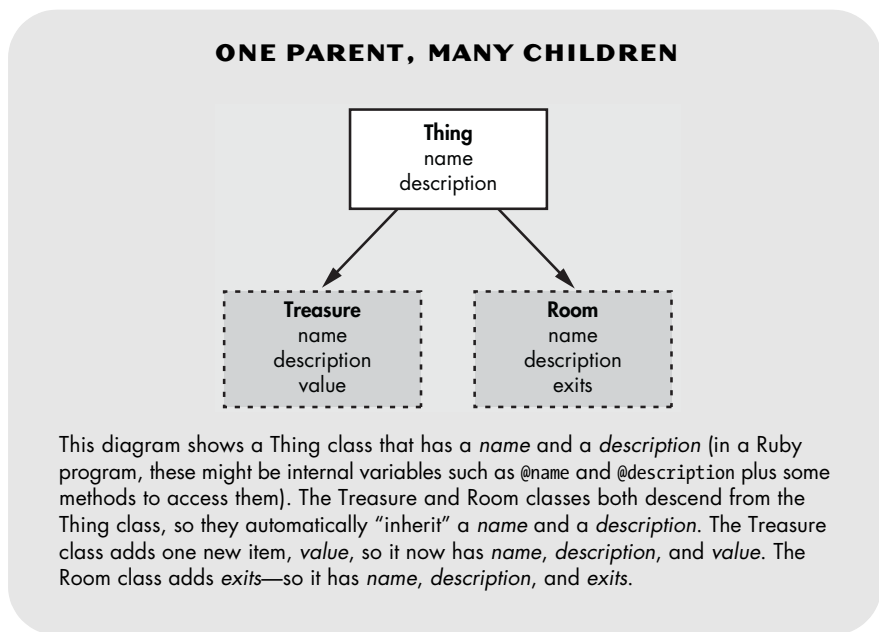 ONE PARENT, MANY CHILDREN
Thing
name
description
Treasure
name
description
value
Room
name
description
exits
This diagram shows a Thing class that has a name and a description (in a Ruby
program, these might be internal variables such as @name and @description plus some
methods to access them). The Treasure and Room classes both descend from the
Thing class, so they automatically “inherit” a name and a description. The Treasure
class adds one new item, value, so it now has name, description, and value. The
Room class adds exits—so it has name, description, and exits.